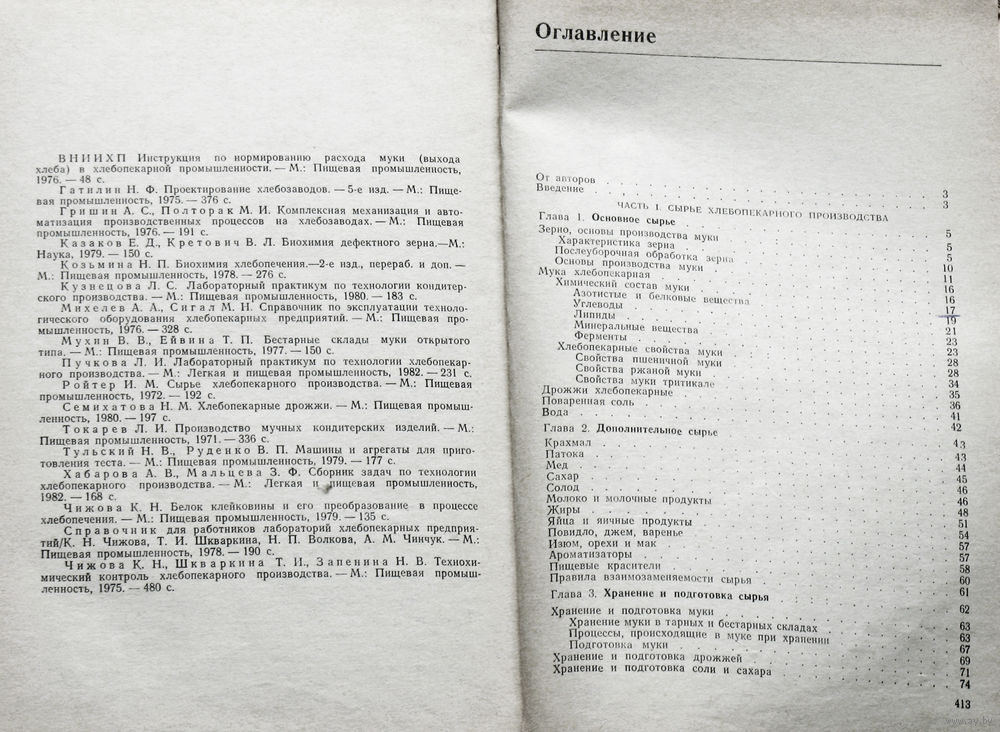 ВНИИХП Инструкция по нормированию расхода муки (выхода
хлеба) в хлебопекарной промышленности. — М.: Пищевая промышленность,
1976. — 48 с.
Гатилин Н. Ф. Проектирование хлебозаводов. — 5-е изд. — М.: Пище-
вая промышленность, 1975. — 376 с.
Гришин А. С., Полторак М. И. Комплексная механизация и авто-
матизация производственных процессов на хлебозаводах. — М.: Пищевая
промышленность, 1976. — 191 с.
Казаков Е. Д., Кретович В. Л. Биохимия дефектного зерна.—М.:
Наука, 1979. — 150 с.
Козьмина Н. П. Биохимия хлебопечения.—2-е изд., перераб. и доп. —
М.: Пищевая промышленность, 1978. — 276 с.
Кузнецова Л. С. Лабораторный практикум по технологии кондитер-
ского производства. — М.: Пищевая промышленность, 1980. — 183 с.
Михелев А. А., Сигал М. Н. Справочник по эксплуатации техноло-
гического оборудования хлебопекарных предприятий. — М.: Пищевая про-
мышленность, 1976. — 328 с.
Мухин В. В., Ейвина Т. П. Бестарные склады муки открытого
типа. — М.: Пищевая промышленность, 1977. — 150 с.
Пучкова Л. И. Лабораторный практикум по технологии хлебопекар-
ного производства. — М.: Легкая и пищевая промышленность, 1982. — 231 с.
Ройтер И. М. Сырье хлебопекарного производства. — М.: Пищевая
промышленность, 1972. — 192 с.
Семихатова Н. М. Хлебопекарные дрожжи. — М.: Пищевая промыш-
ленность, 1980. — 197 с.
Токарев Л. И. Производство мучных кондитерских изделий. — М.:
Пищевая промышленность, 1971. — 336 с.
Тульский Н. В., Руденко В. П. Машины и агрегаты для приго-
товления теста. — М.: Пищевая промышленность, 1979. — 177 с.
Хабарова А. В., Мальцева З. Ф. Сборник задач по технологии
хлебопекарного производства. — М.: Легкая и пищевая промышленность,
1982. — 168 с.
Чижова К. Н. Белок клейковины и его преобразование в процессе
хлебопечения. — М.: Пищевая промышленность, 1979. — 135 с.
Справочник для работников лабораторий хлебопекарных предприя-
тий/К. Н. Чижова, Т. И. Шкваркина, Н. П. Волкова, А. М. Чинчук. — М.:
Пищевая промышленность, 1978. — 190 с.
Чижова К. Н., Шкваркина Т. И., Запенина Н. В. Технохи-
мический контроль хлебопекарного производства. — М.: Пищевая промыш-
ленность, 1975. — 480 с.
Оглавление
От авторов 3
Введение 3
ЧАСТЬ I. СЫРЬЕ ХЛЕБОПЕКАРНОГО ПРОИЗВОДСТВА
Глава 1. Основное сырье 5
Зерно, основы производства муки 5
Характеристика зерна 5
Послеуборочная обработка зерна 10
Основы производства муки 11
Мука хлебопекарная 16
Химический состав муки 16
Азотистые и белковые вещества 17
Углеводы 19
Липиды 21
Минеральные вещества 23
Ферменты 23
Хлебопекарные свойства муки 28
Свойства пшеничной муки 28
Свойства ржаной муки 34
Свойства муки тритикале 35
Дрожжи хлебопекарные 36
Поваренная соль 41
Вода 42
Глава 2. Дополнительное сырье 43
Крахмал 43
Патока 44
Мед 45
Сахар 46
Солод 46
Молоко и молочные продукты 48
Жиры 51
Яйца и яичные продукты 54
Повидло, джем, варенье 57
Изюм, орехи и мак 57
Ароматизаторы 58
Пищевые красители 60
Правила взаимозаменяемости сырья 61
Глава 3. Хранение и подготовка сырья 62
Хранение и подготовка муки 63
Хранение муки в тарных и бестарных складах 63
Процессы, происходящие в муке при хранении 67
Подготовка муки 69
Хранение и подготовка дрожжей 71
Хранение и подготовка соли и сахара 74
413
www.ay.by